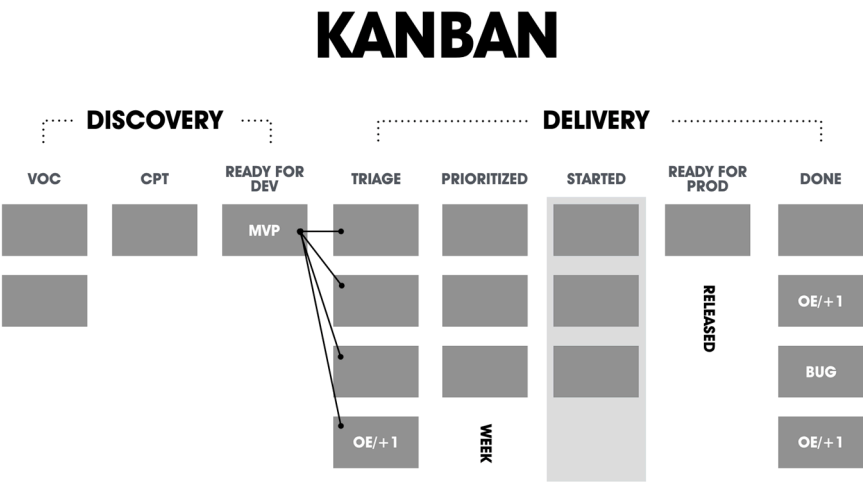 KANBAN
DISCOVERY
DELIVERY
VOC
CPT
READY FOR
DEV
TRIAGE
PRIORITIZED
STARTED
READY FOR
PROD
DONE
MVP
RELEASED
OE/+1
BUG
OE/+1
WEEK
OE/+1